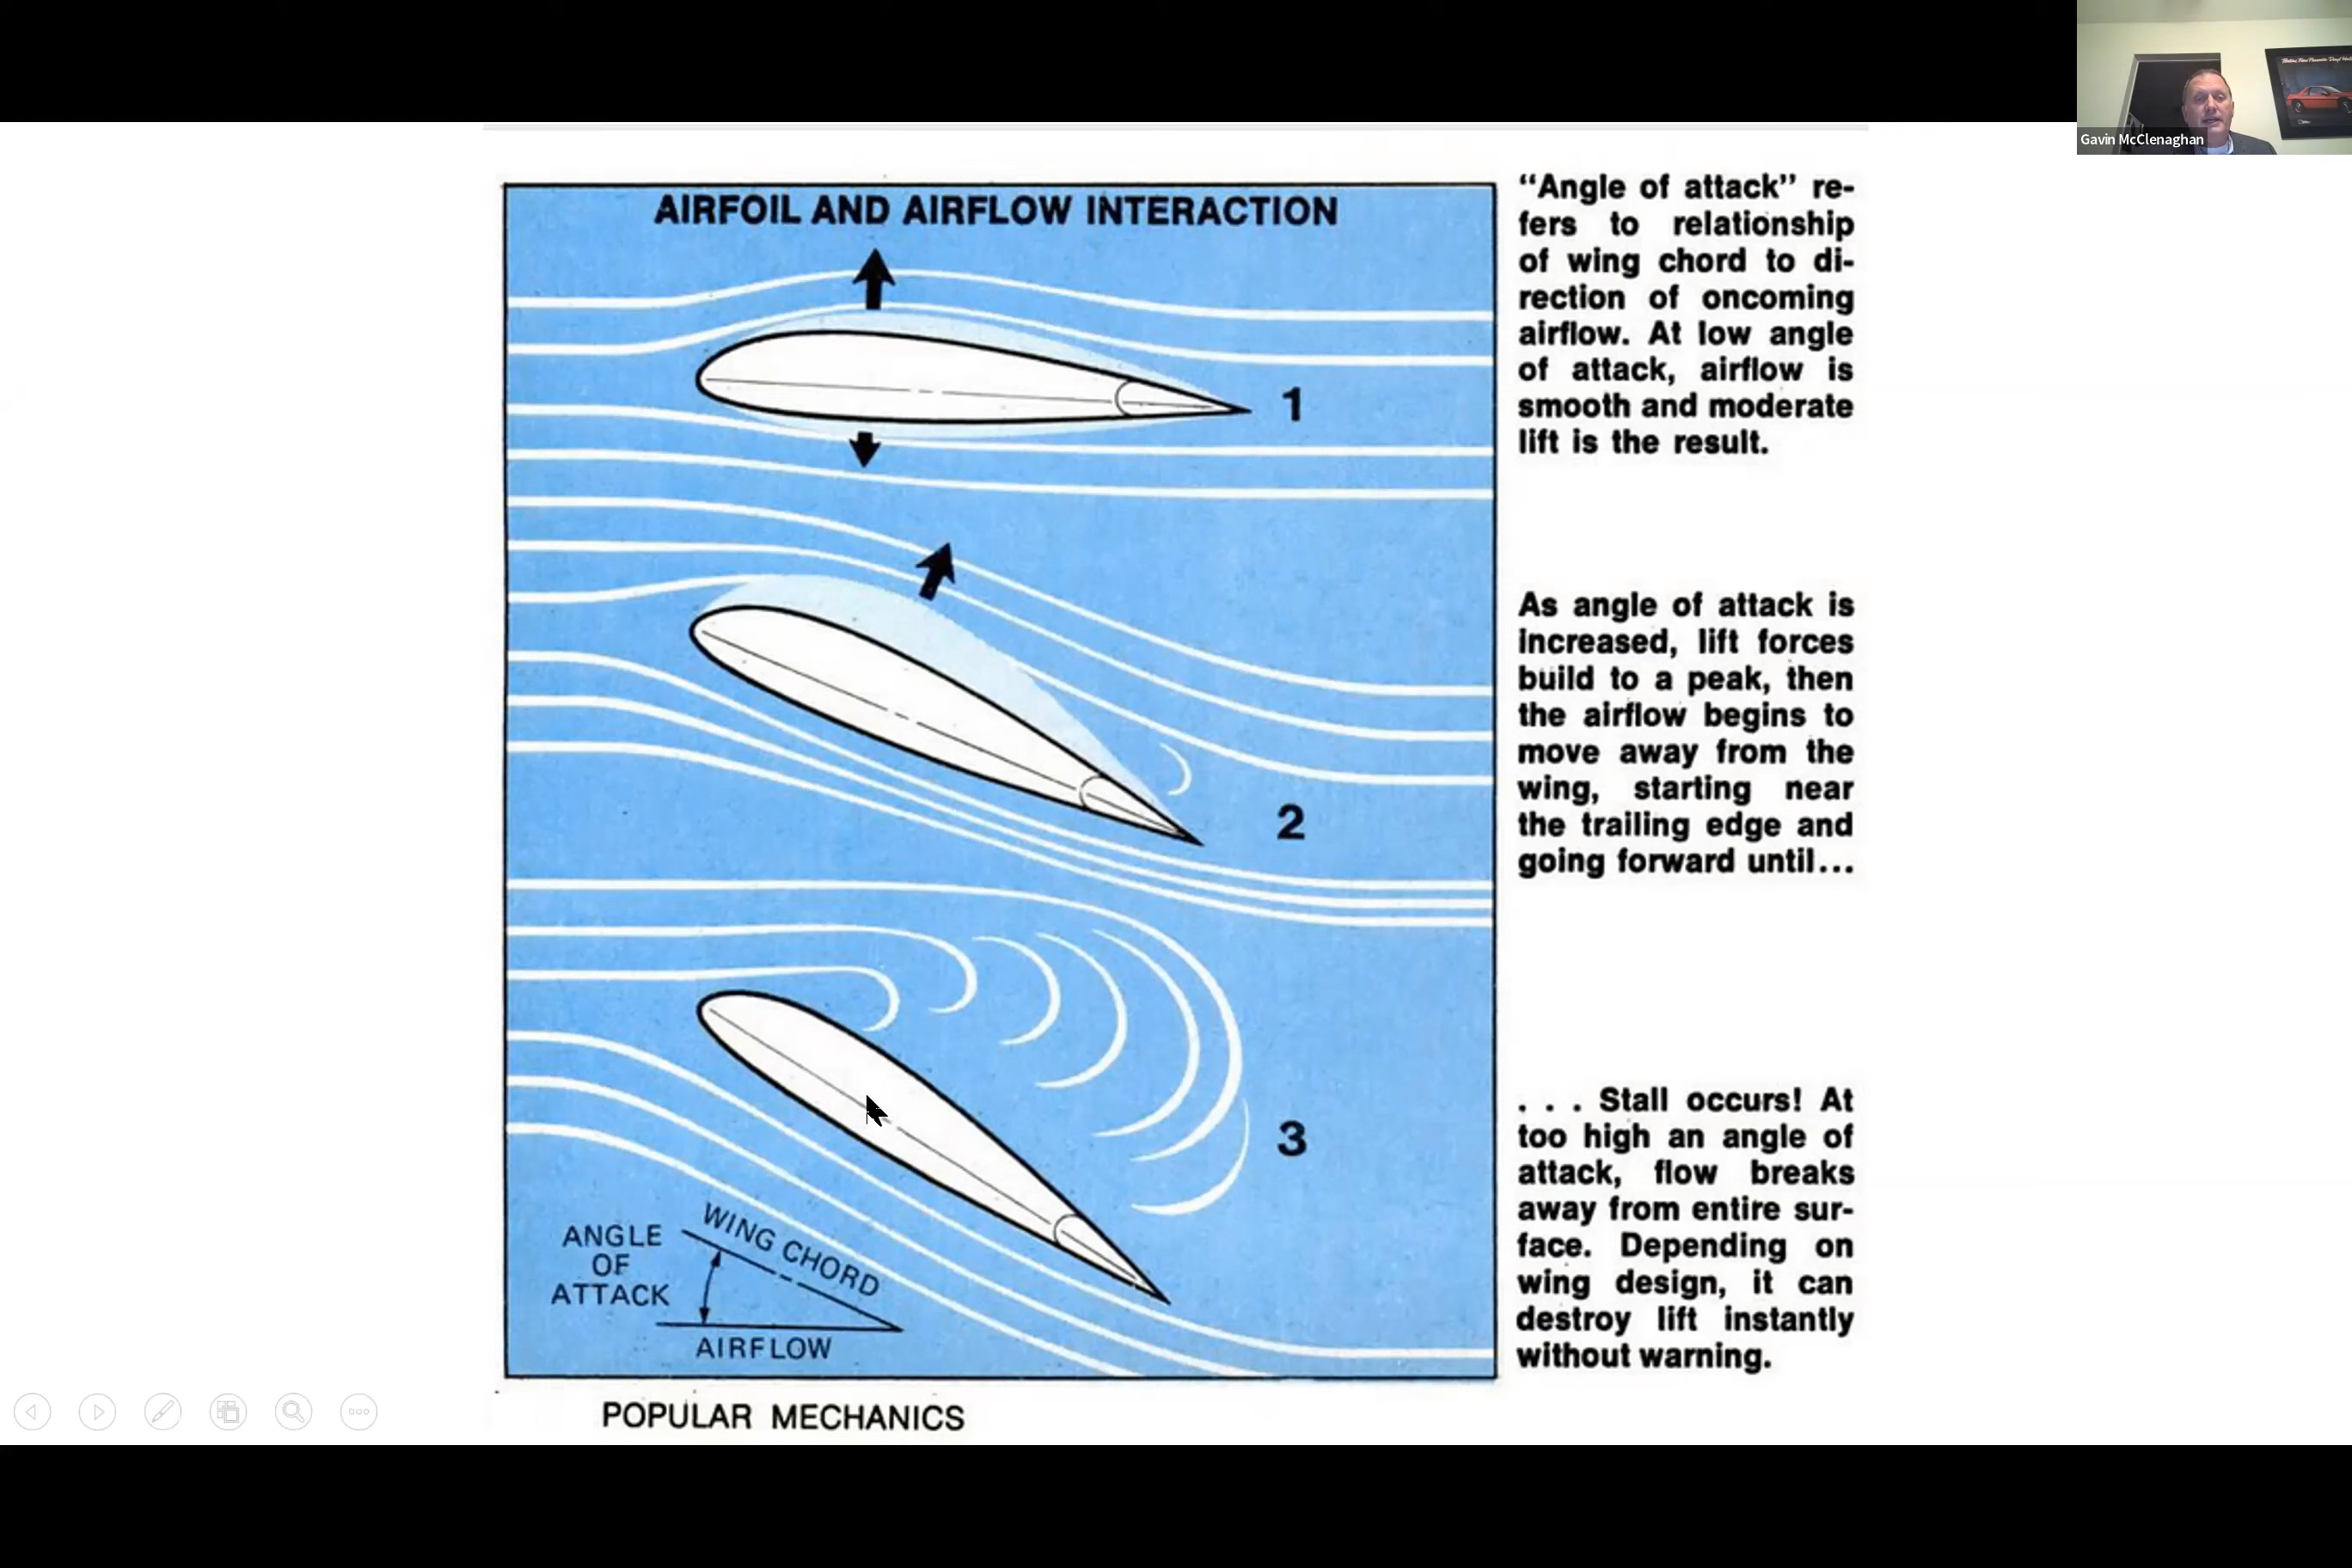 Gavin McClenaghan
AIRFOIL AND AIRFLOW INTERACTION
1
2
3
ANGLE
OF
ATTACK
WING CHORD
AIRFLOW
POPULAR MECHANICS
“Angle of attack” re-
fers to relationship
of wing chord to di-
rection of oncoming
airflow. At low angle
of attack, airflow is
smooth and moderate
lift is the result.
As angle of attack is
increased, lift forces
build to a peak, then
the airflow begins to
move away from the
wing, starting near
the trailing edge and
going forward until...
. . . Stall occurs! At
too high an angle of
attack, flow breaks
away from entire sur-
face. Depending on
wing design, it can
destroy lift instantly
without warning.